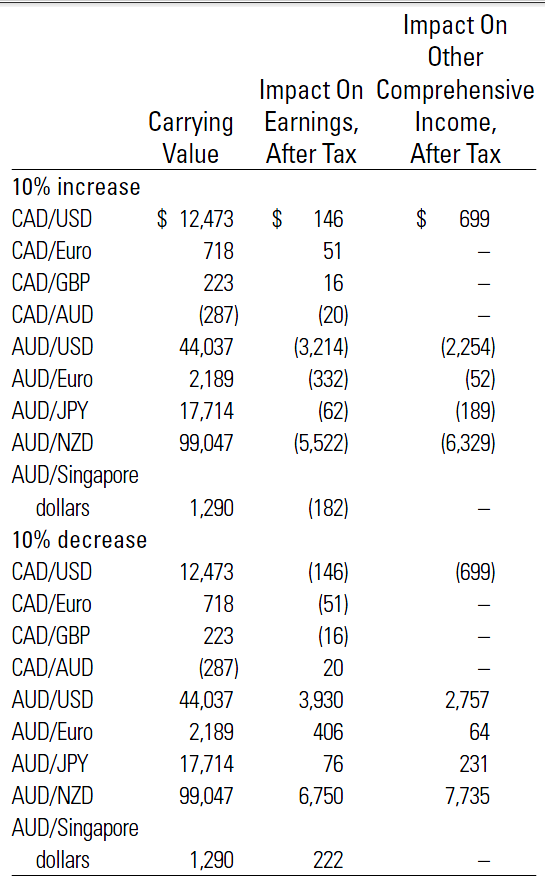 Impact On
Other
Impact On Comprehensive
Carrying Earnings, Income,
Value After Tax After Tax
10% increase
CAD/USD $ 12,473 $ 146 $ 699
CAD/Euro 718 51 –
CAD/GBP 223 16 –
CAD/AUD (287) (20) –
AUD/USD 44,037 (3,214) (2,254)
AUD/Euro 2,189 (332) (52)
AUD/JPY 17,714 (62) (189)
AUD/NZD 99,047 (5,522) (6,329)
AUD/Singapore
dollars 1,290 (182) –
10% decrease
CAD/USD 12,473 (146) (699)
CAD/Euro 718 (51) –
CAD/GBP 223 (16) –
CAD/AUD (287) 20 –
AUD/USD 44,037 3,930 2,757
AUD/Euro 2,189 406 64
AUD/JPY 17,714 76 231
AUD/NZD 99,047 6,750 7,735
AUD/Singapore
dollars 1,290 222 –